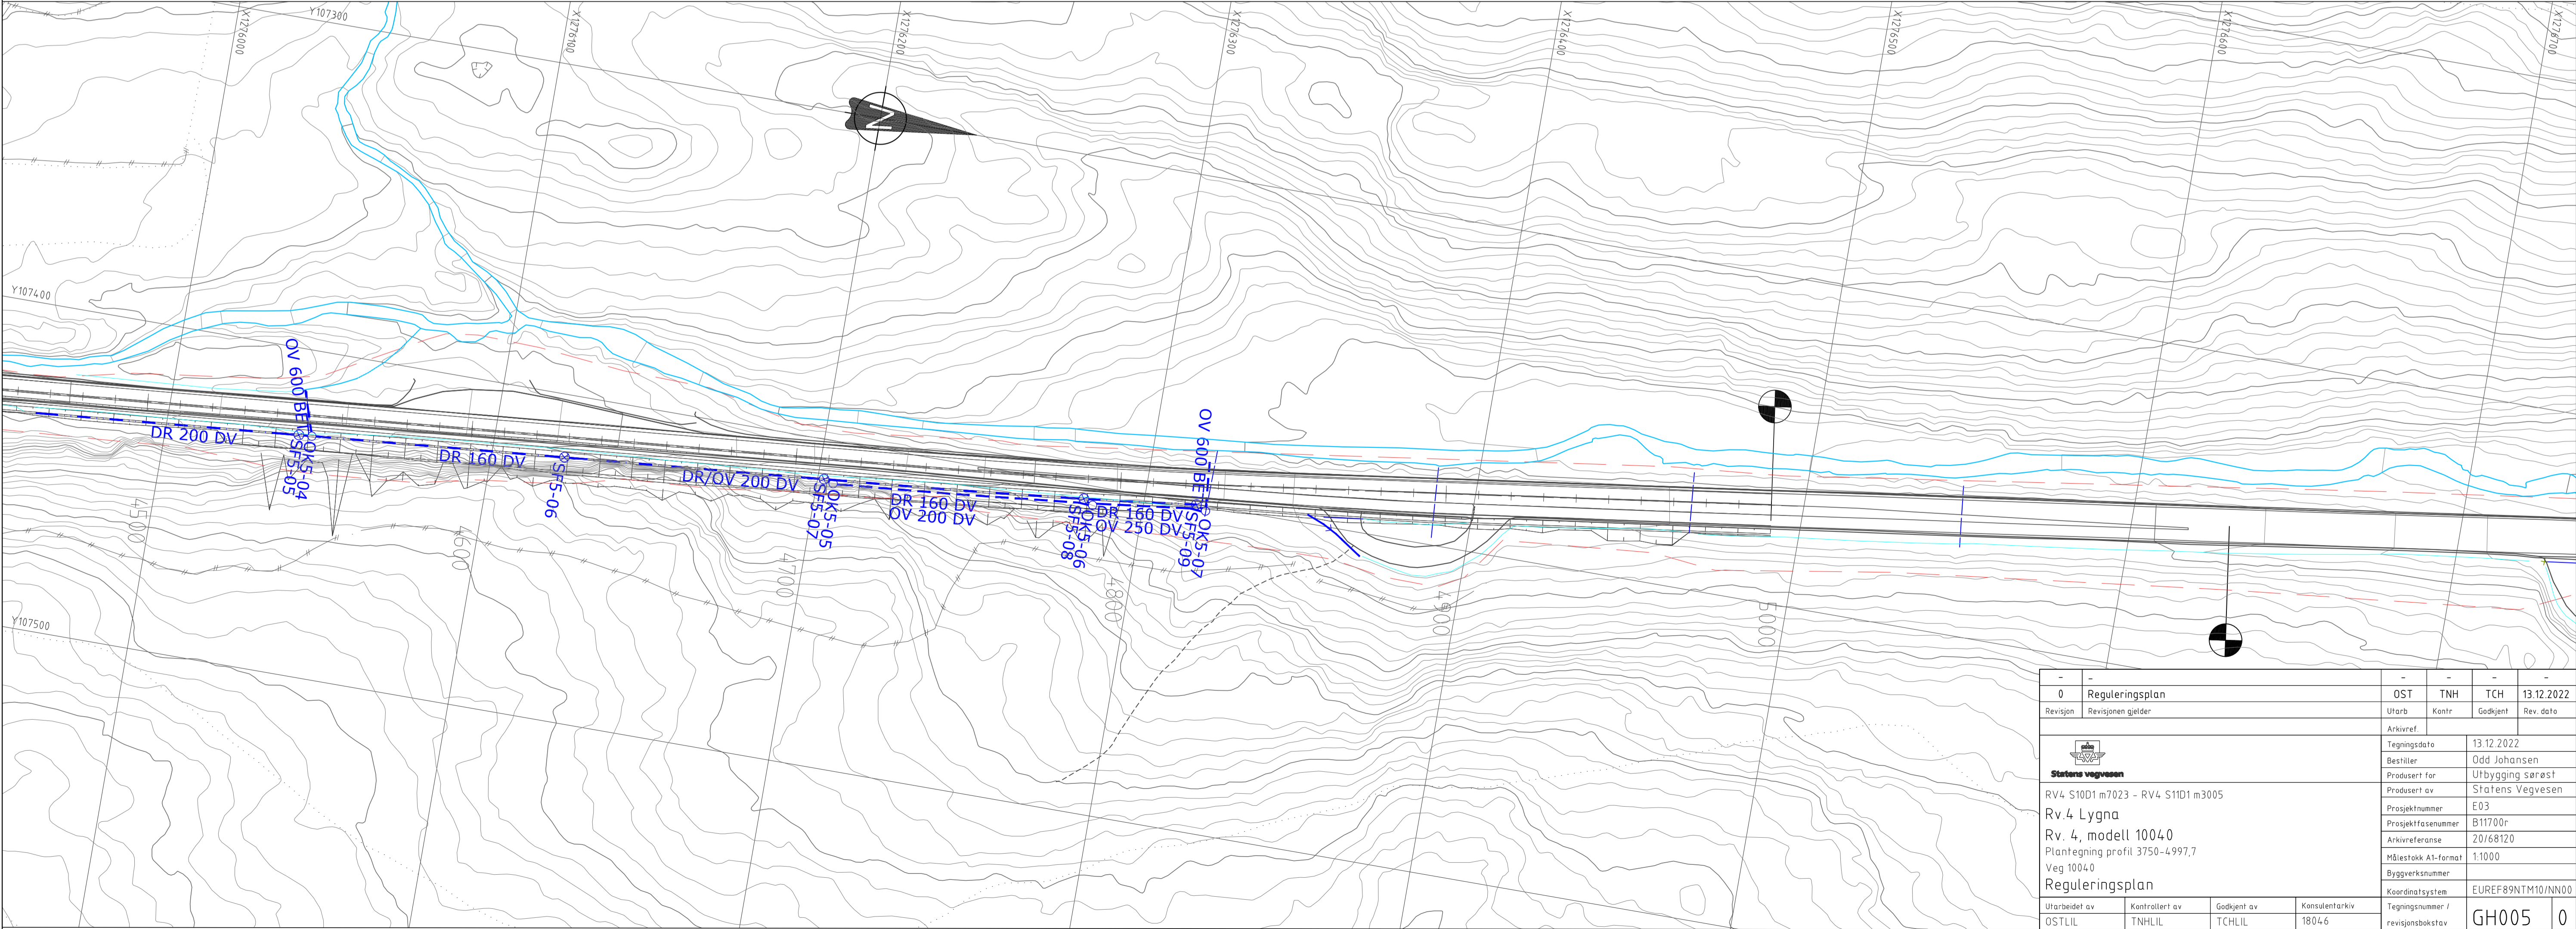 Y107300
X1276000
X1276100
X1276200
X1276300
X1276400
X1276500
X1276600
X1276700
N
Y107400
OV 600 BET
DR 200 DV
OK5-04
SF5-05
DR 160 DV
SF5-06
DR/OV 200 DV
OK5-05
SF5-07
DR 160 DV
OV 200 DV
OK5-06
SF5-08
DR 160 DV
OV 250 DV
OV 600 BET
OK5-07
SF5-09
4500
4600
4700
4800
4900
5000
Y107500
- - - - - -
0 Reguleringsplan OST TNH TCH 13.12.2022
Revisjon Revisjonen gjelder Utarb Kontr Godkjent Rev. dato
Arkivref.
Statens vegvesen
Tegningsdato 13.12.2022
Bestiller Odd Johansen
Produsert for Utbygging sørøst
Produsert av Statens Vegvesen
RV4 S10D1 m7023 - RV4 S11D1 m3005
Rv.4 Lygna
Rv. 4, modell 10040
Plantegning profil 3750-4997,7
Veg 10040
Reguleringsplan
Prosjektnummer E03
Prosjektfasenummer B11700r
Arkivreferanse 20/68120
Målestokk A1-format 1:1000
Byggverksnummer
Koordinatsystem EUREF89NTM10/NN00
Utarbeidet av Kontrollert av Godkjent av Konsulentarkiv
OSTLIL TNHLIL TCHLIL 18046
Tegningsnummer /
revisjonsbokstav GH005 0